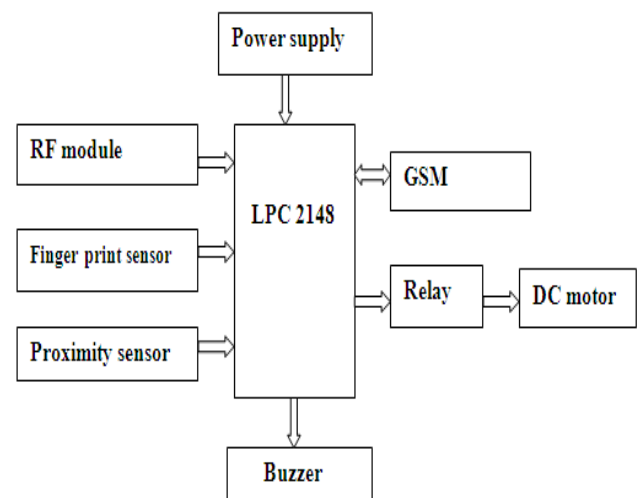 Power supply
RF module
LPC 2148
GSM
Finger print sensor
Relay
DC motor
Proximity sensor
Buzzer